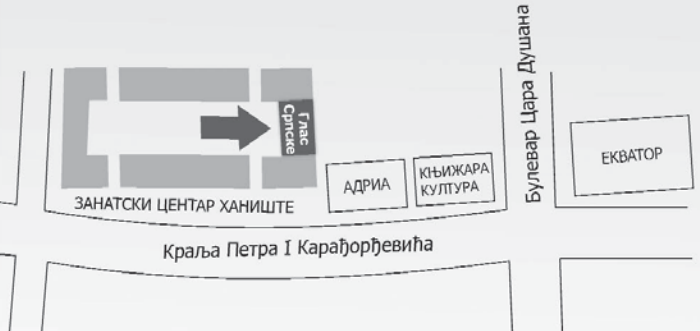 Булевар Цара Душана
Глас
Српске
ЕКВАТОР
КЊИЖАРА
КУЛТУРА
АДРИА
ЗАНАТСКИ ЦЕНТАР ХАНИШТЕ
Краља Петра I Карађорђевића